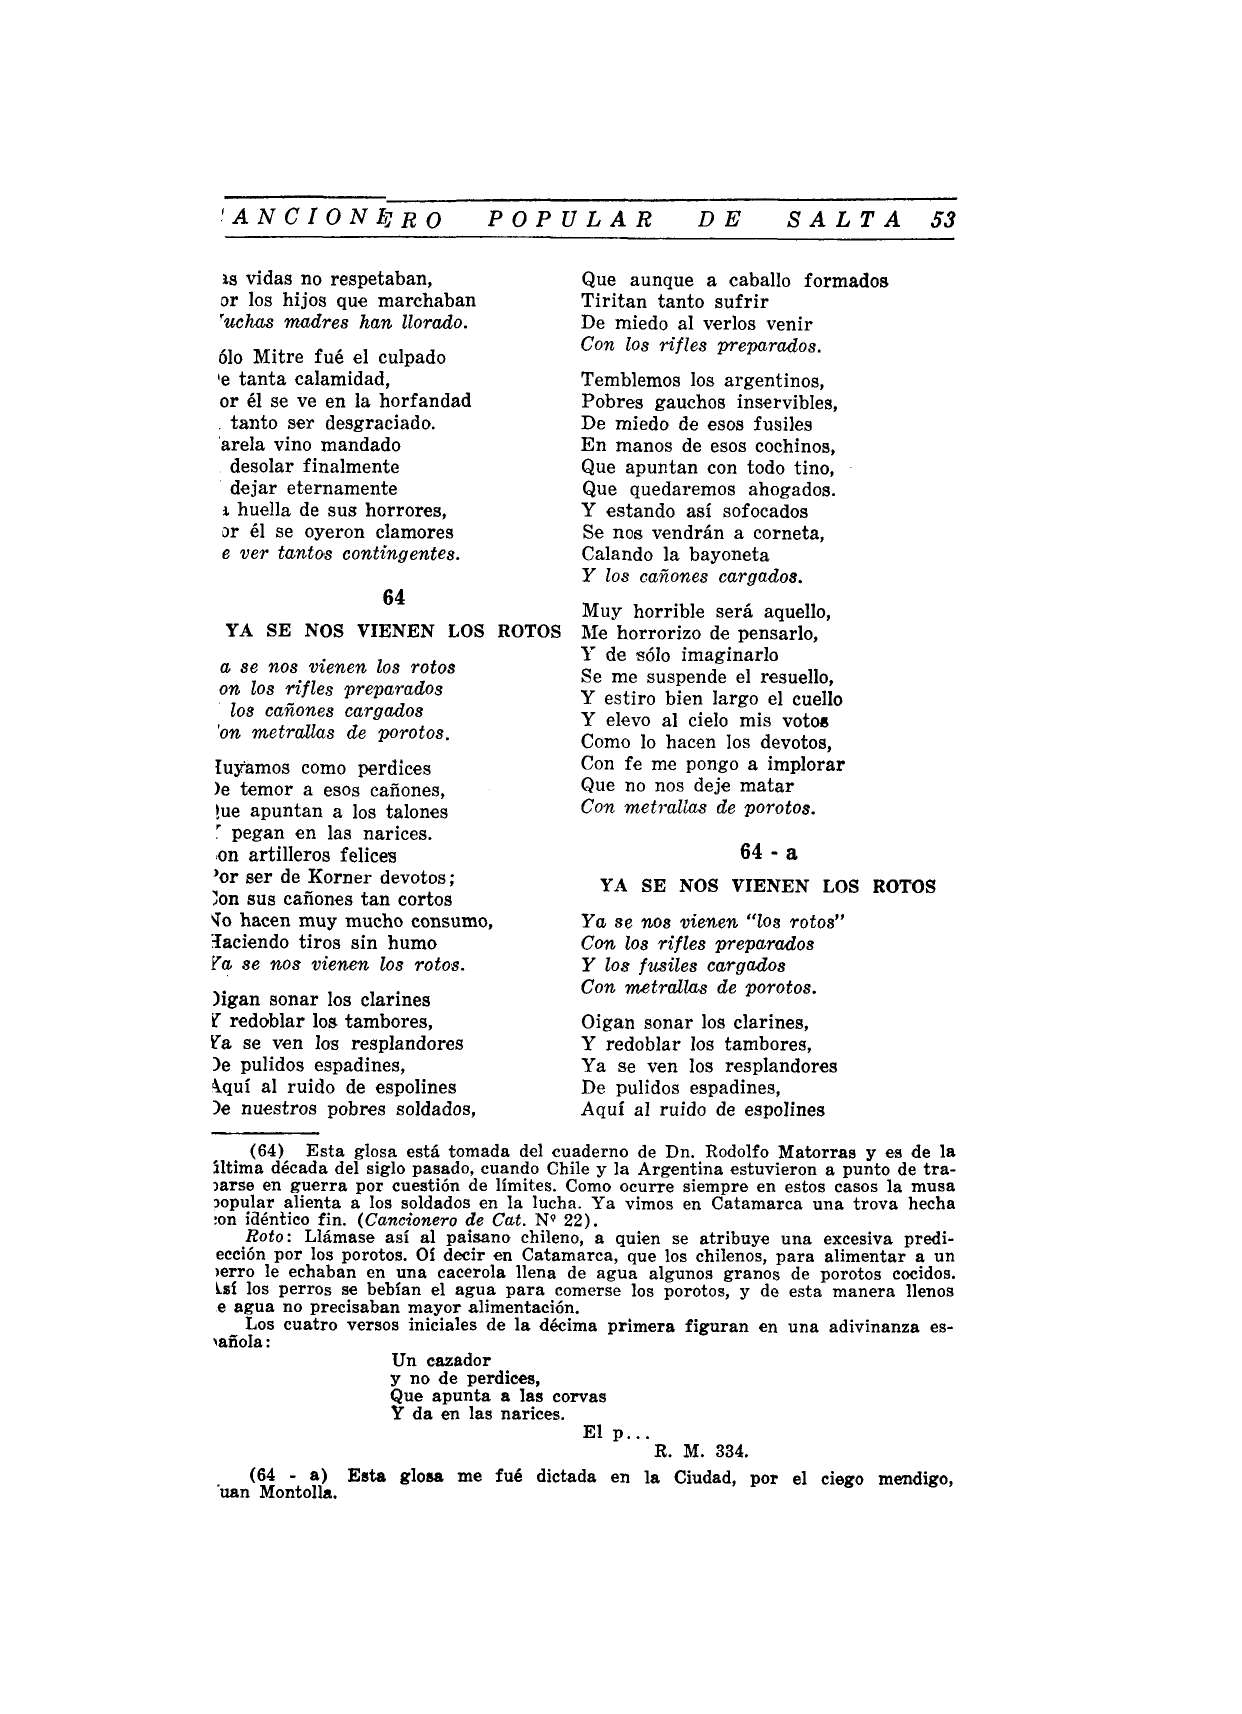 ANCIONERO POPULAR DE SALTA 53
vidas no respetaban,
or los hijos que marchaban
uchas madres han llorado.
ólo Mitre fué el culpado
e tanta calamidad,
or él se ve en la horfandad
tanto ser desgraciado.
arela vino mandado
desolar finalmente
dejar eternamente
huella de sus horrores,
or él se oyeron clamores
e ver tantos contingentes.
64
YA SE NOS VIENEN LOS ROTOS
a se nos vienen los rotos
on los rifles preparados
los cañones cargados
on metrallas de porotos.
uyamos como perdices
De temor a esos cañones,
ue apuntan a los talones
pegan en las narices.
on artilleros felices
or ser de Korner devotos;
Con sus cañones tan cortos
No hacen muy mucho consumo,
Haciendo tiros sin humo
Ya se nos vienen los rotos.
Oigan sonar los clarines
Y redoblar los tambores,
Ya se ven los resplandores
De pulidos espadines,
Aquí al ruido de espolines
De nuestros pobres soldados,
Que aunque a caballo formados
Tiritan tanto sufrir
De miedo al verlos venir
Con los rifles preparados.
Temblemos los argentinos,
Pobres gauchos inservibles,
De miedo de esos fusiles
En manos de esos cochinos,
Que apuntan con todo tino,
Que quedaremos ahogados.
Y estando así sofocados
Se nos vendrán a corneta,
Calando la bayoneta
Y los cañones cargados.
Muy horrible será aquello,
Me horrorizo de pensarlo,
Y de sólo imaginarlo
Se me suspende el resuello,
Y estiro bien largo el cuello
Y elevo al cielo mis votos
Como lo hacen los devotos,
Con fe me pongo a implorar
Que no nos deje matar
Con metrallas de porotos.
64 - a
YA SE NOS VIENEN LOS ROTOS
Ya se nos vienen "los rotos"
Con los rifles preparados
Y los fusiles cargados
Con metrallas de porotos.
Oigan sonar los clarines,
Y redoblar los tambores,
Ya se ven los resplandores
De pulidos espadines,
Aquí al ruido de espolines
(64) Esta glosa está tomada del cuaderno de Dn. Rodolfo Matorras y es de la
última década del siglo pasado, cuando Chile y la Argentina estuvieron a punto de tra-
barse en guerra por cuestión de límites. Como ocurre siempre en estos casos la musa
popular alienta a los soldados en la lucha. Ya vimos en Catamarca una trova hecha
con idéntico fin. (Cancionero de Cat. Nº 22).
Roto: Llámase así al paisano chileno, a quien se atribuye una excesiva predi-
ección por los porotos. Oí decir en Catamarca, que los chilenos, para alimentar a un
perro le echaban en una cacerola llena de agua algunos granos de porotos cocidos.
Así los perros se bebían el agua para comerse los porotos, y de esta manera llenos
e agua no precisaban mayor alimentación.
Los cuatro versos iniciales de la décima primera figuran en una adivinanza es-
añola:
Un cazador
y no de perdices,
Que apunta a las corvas
Y da en las narices.
El p...
R. M. 334.
(64 - a) Esta glosa me fué dictada en la Ciudad, por el ciego mendigo,
uan Montolla.